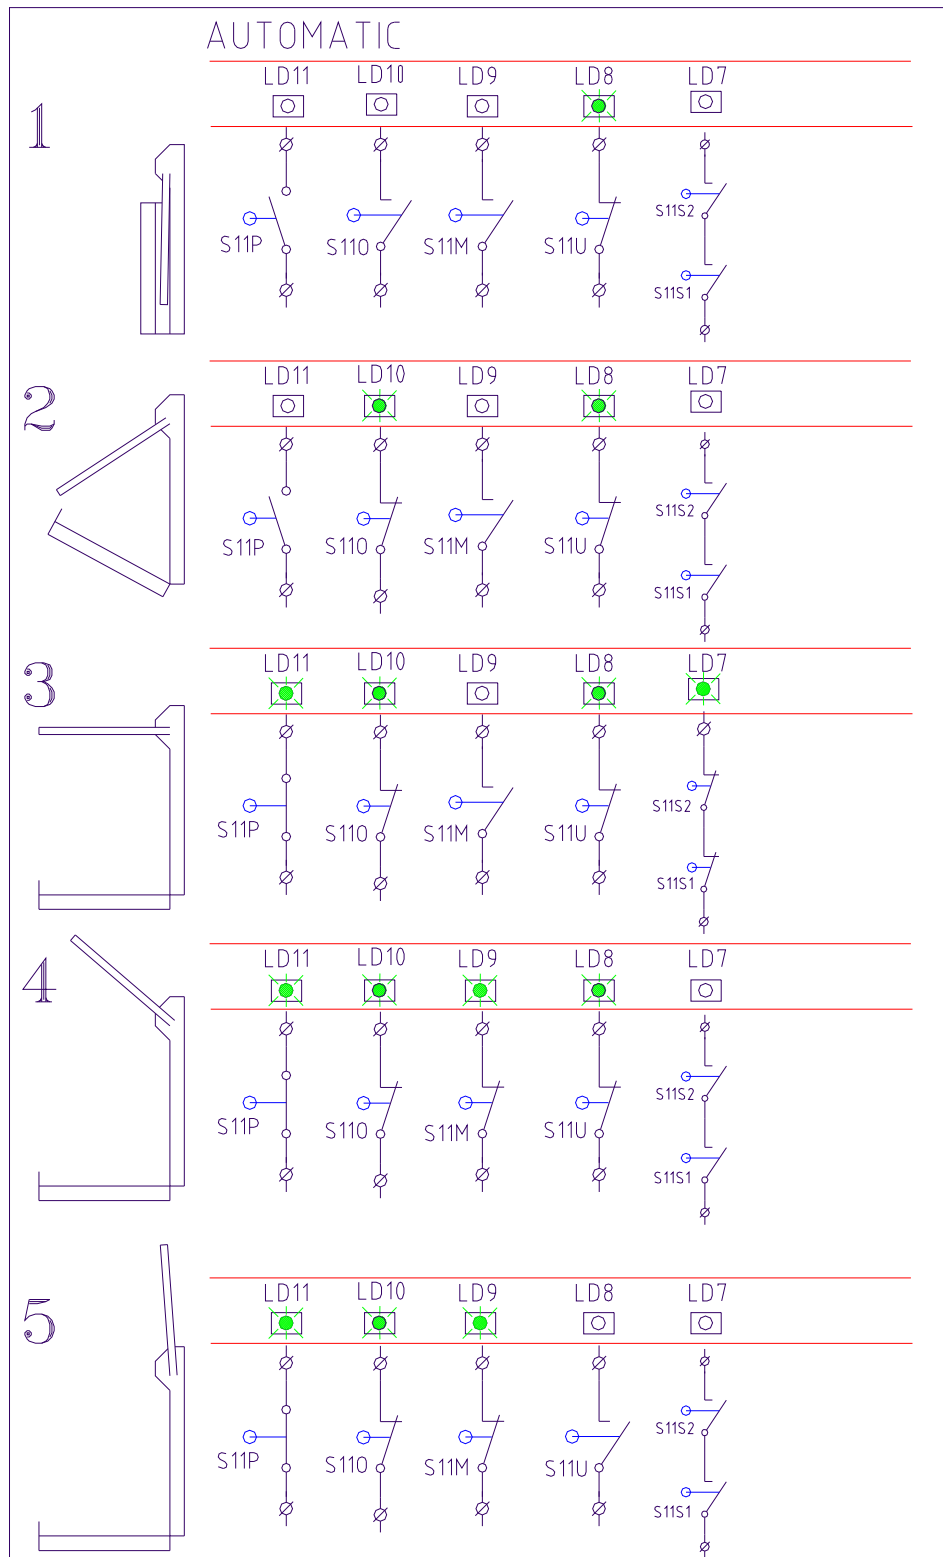 AUTOMATIC
1
LD11 LD10 LD9 LD8 LD7
S11P S110 S11M S11U S11S2
S11S1
2
LD11 LD10 LD9 LD8 LD7
S11P S110 S11M S11U S11S2
S11S1
3
LD11 LD10 LD9 LD8 LD7
S11P S110 S11M S11U S11S2
S11S1
4
LD11 LD10 LD9 LD8 LD7
S11P S110 S11M S11U S11S2
S11S1
5
LD11 LD10 LD9 LD8 LD7
S11P S110 S11M S11U S11S2
S11S1